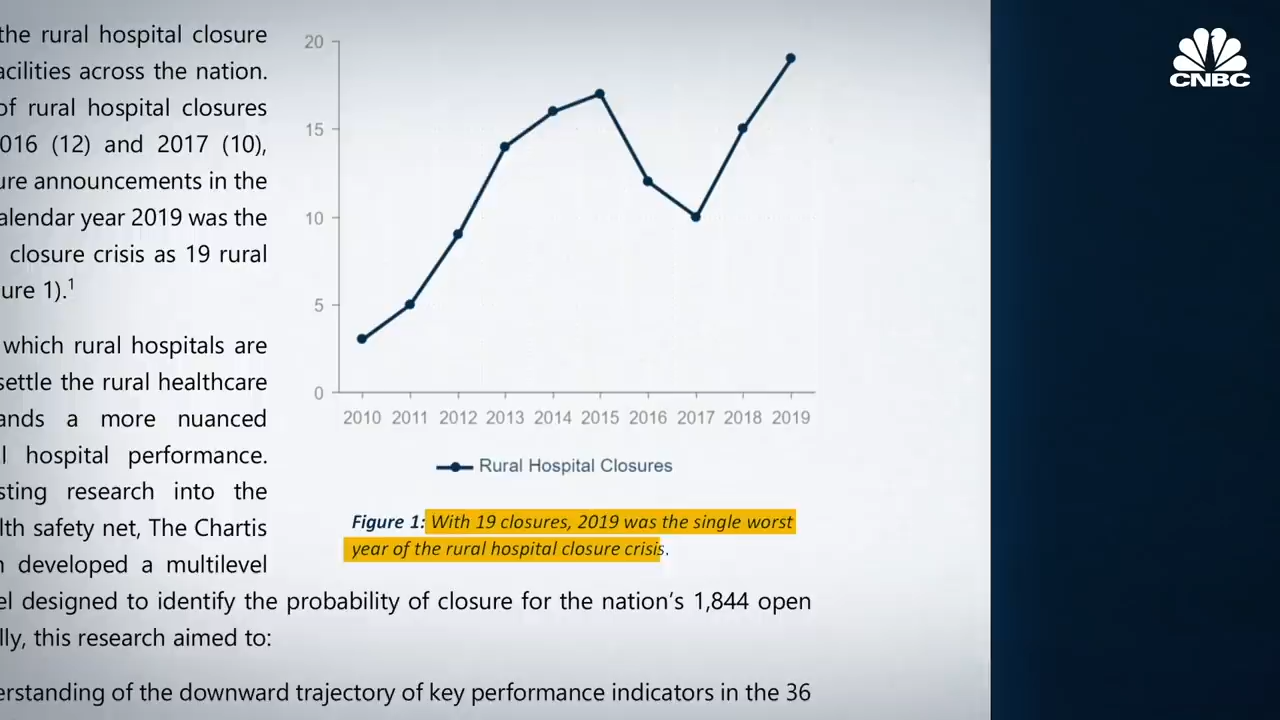 the rural hospital closure
acilities across the nation.
of rural hospital closures
016 (12) and 2017 (10),
ure announcements in the
alendar year 2019 was the
closure crisis as 19 rural
ure 1).1
which rural hospitals are
settle the rural healthcare
ands a more nuanced
l hospital performance.
sting research into the
lth safety net, The Chartis
n developed a multilevel
el designed to identify the probability of closure for the nation's 1,844 open
lly, this research aimed to:
erstanding of the downward trajectory of key performance indicators in the 36
20
15
10
5
0
2010 2011 2012 2013 2014 2015 2016 2017 2018 2019
Rural Hospital Closures
Figure 1: With 19 closures, 2019 was the single worst
year of the rural hospital closure crisis.
CNBC